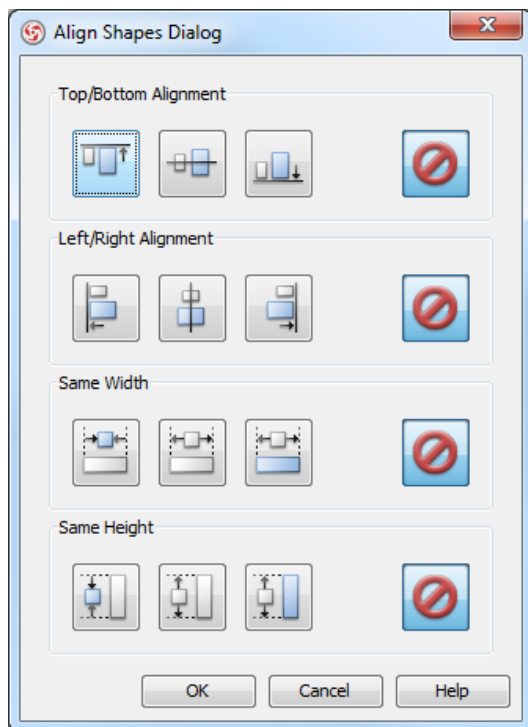 Align Shapes Dialog
Top/Bottom Alignment
Left/Right Alignment
Same Width
Same Height
OK Cancel Help